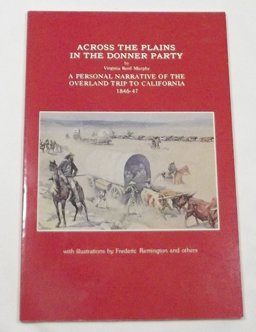 ACROSS THE PLAINS
IN THE DONNER PARTY
by
Virginia Reed Murphy
A PERSONAL NARRATIVE OF THE
OVERLAND TRIP TO CALIFORNIA
1846-47
with illustrations by Frederic Remington and others